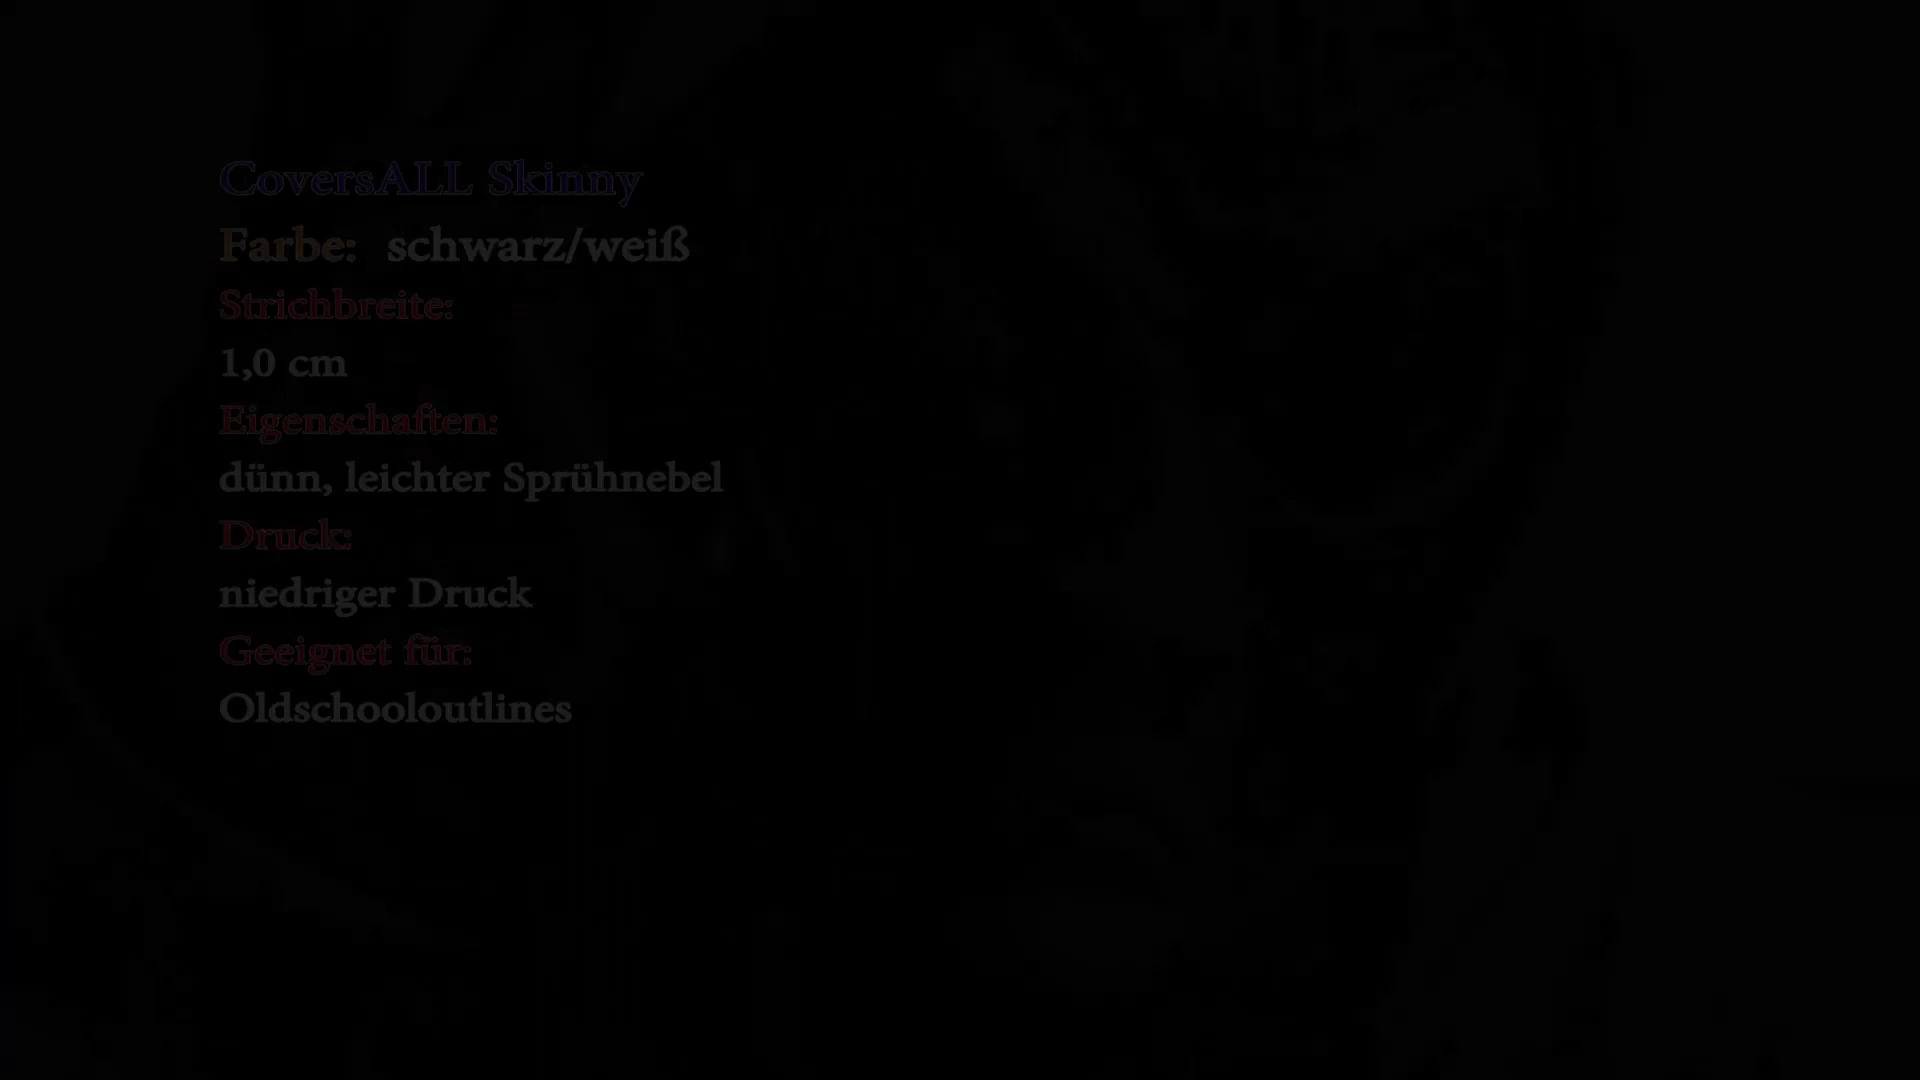 CoversALL Skinny
Farbe: schwarz/weiß
Strichbreite:
1,0 cm
Eigenschaften:
dünn, leichter Sprühnebel
Druck:
niedriger Druck
Geeignet für:
Oldschooloutlines